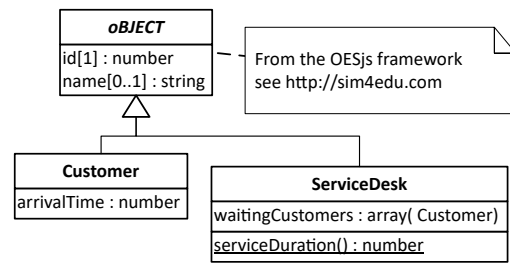 oBJECT
id[1] : number
name[0..1] : string
From the OESjs framework
see http://sim4edu.com
Customer
arrivalTime : number
ServiceDesk
waitingCustomers : array( Customer)
serviceDuration() : number